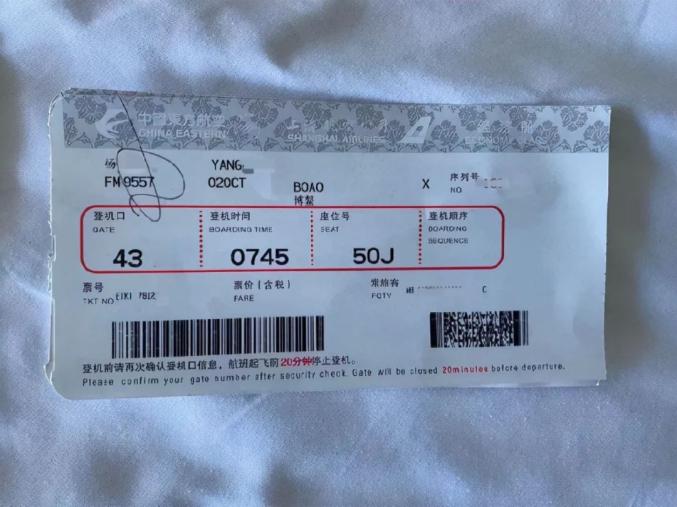 中国东方航空
CHINA EASTERN
SHANGHAI AIRLINES
ECONOMY
杨 YANG
FM9557 02OCT BOAO X 序列号
博鳌 NO
登机口 登机时间 座位号 登机顺序
GATE BOARDING TIME SEAT BOARDING
SEQUENCE
43 0745 50J
票号 票价(含税) 常旅客
TKT NO ETKT 7812 FARE FQTV C
登机前请再次确认登机口信息,航班起飞前20分钟停止登机。
Please confirm your gate number after security check. Gate will be closed 20minutes before departure.